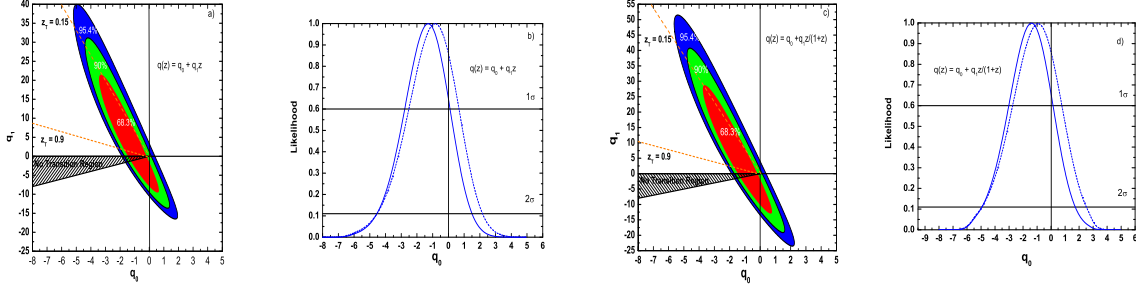 a)
z_T = 0.15
95.4%
q(z) = q_0 + q_1z
90%
68.3%
z_T = 0.9
No Transition Region
q_1
40
35
30
25
20
15
10
5
0
-5
-10
-15
-20
-25
-8 -7 -6 -5 -4 -3 -2 -1 0 1 2 3 4 5
q_0
b)
q(z) = q_0 + q_1z
1σ
2σ
Likelihood
1.0
0.9
0.8
0.7
0.6
0.5
0.4
0.3
0.2
0.1
0.0
-8 -7 -6 -5 -4 -3 -2 -1 0 1 2 3 4 5 6
q_0
c)
z_T = 0.15
95.4%
q(z) = q_0 +q_1z/(1+z)
90%
68.3%
z_T = 0.9
No Transition Region
q_1
55
50
45
40
35
30
25
20
15
10
5
0
-5
-10
-15
-20
-25
-8 -7 -6 -5 -4 -3 -2 -1 0 1 2 3 4 5
q_0
d)
q(z) = q_0 + q_1z/(1+z)
1σ
2σ
Likelihood
1.0
0.9
0.8
0.7
0.6
0.5
0.4
0.3
0.2
0.1
0.0
-9 -8 -7 -6 -5 -4 -3 -2 -1 0 1 2 3 4 5 6
q_0